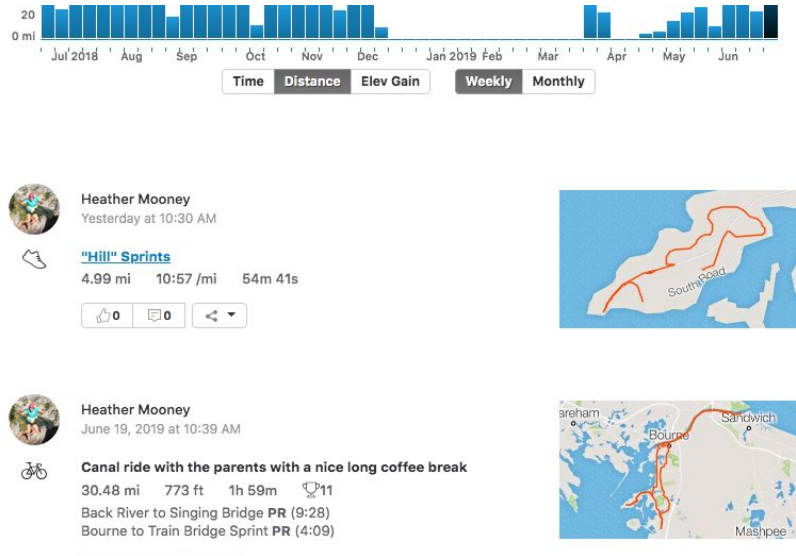 20
0 mi
Jul 2018 Aug Sep Oct Nov Dec Jan 2019 Feb Mar Apr May Jun
Time Distance Elev Gain Weekly Monthly
Heather Mooney
Yesterday at 10:30 AM
"Hill" Sprints
4.99 mi 10:57 /mi 54m 41s
0 0
South Road
Heather Mooney
June 19, 2019 at 10:39 AM
Canal ride with the parents with a nice long coffee break
30.48 mi 773 ft 1h 59m 11
Back River to Singing Bridge PR (9:28)
Bourne to Train Bridge Sprint PR (4:09)
areham
Sandwich
Bourne
Mashpee